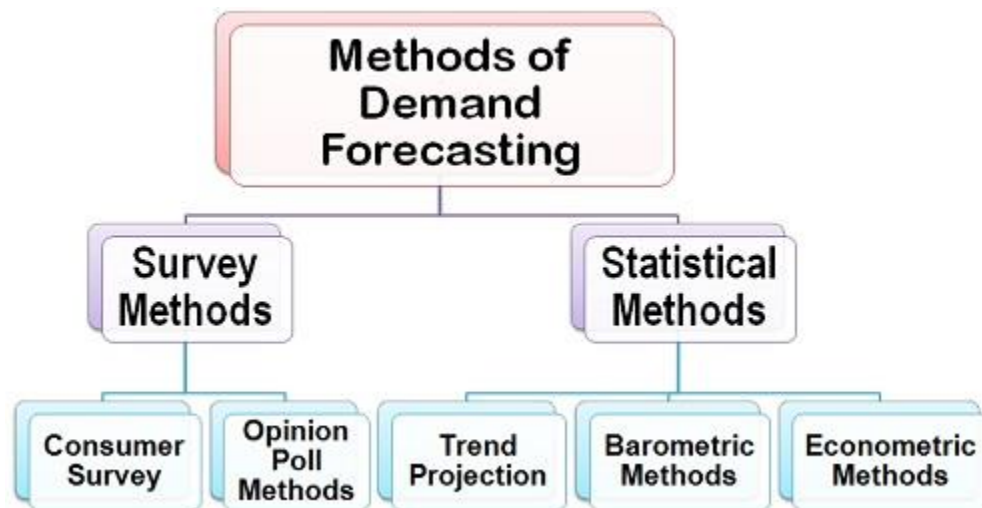 Methods of
Demand
Forecasting
Survey
Methods
Statistical
Methods
Consumer
Survey
Opinion
Poll
Methods
Trend
Projection
Barometric
Methods
Econometric
Methods